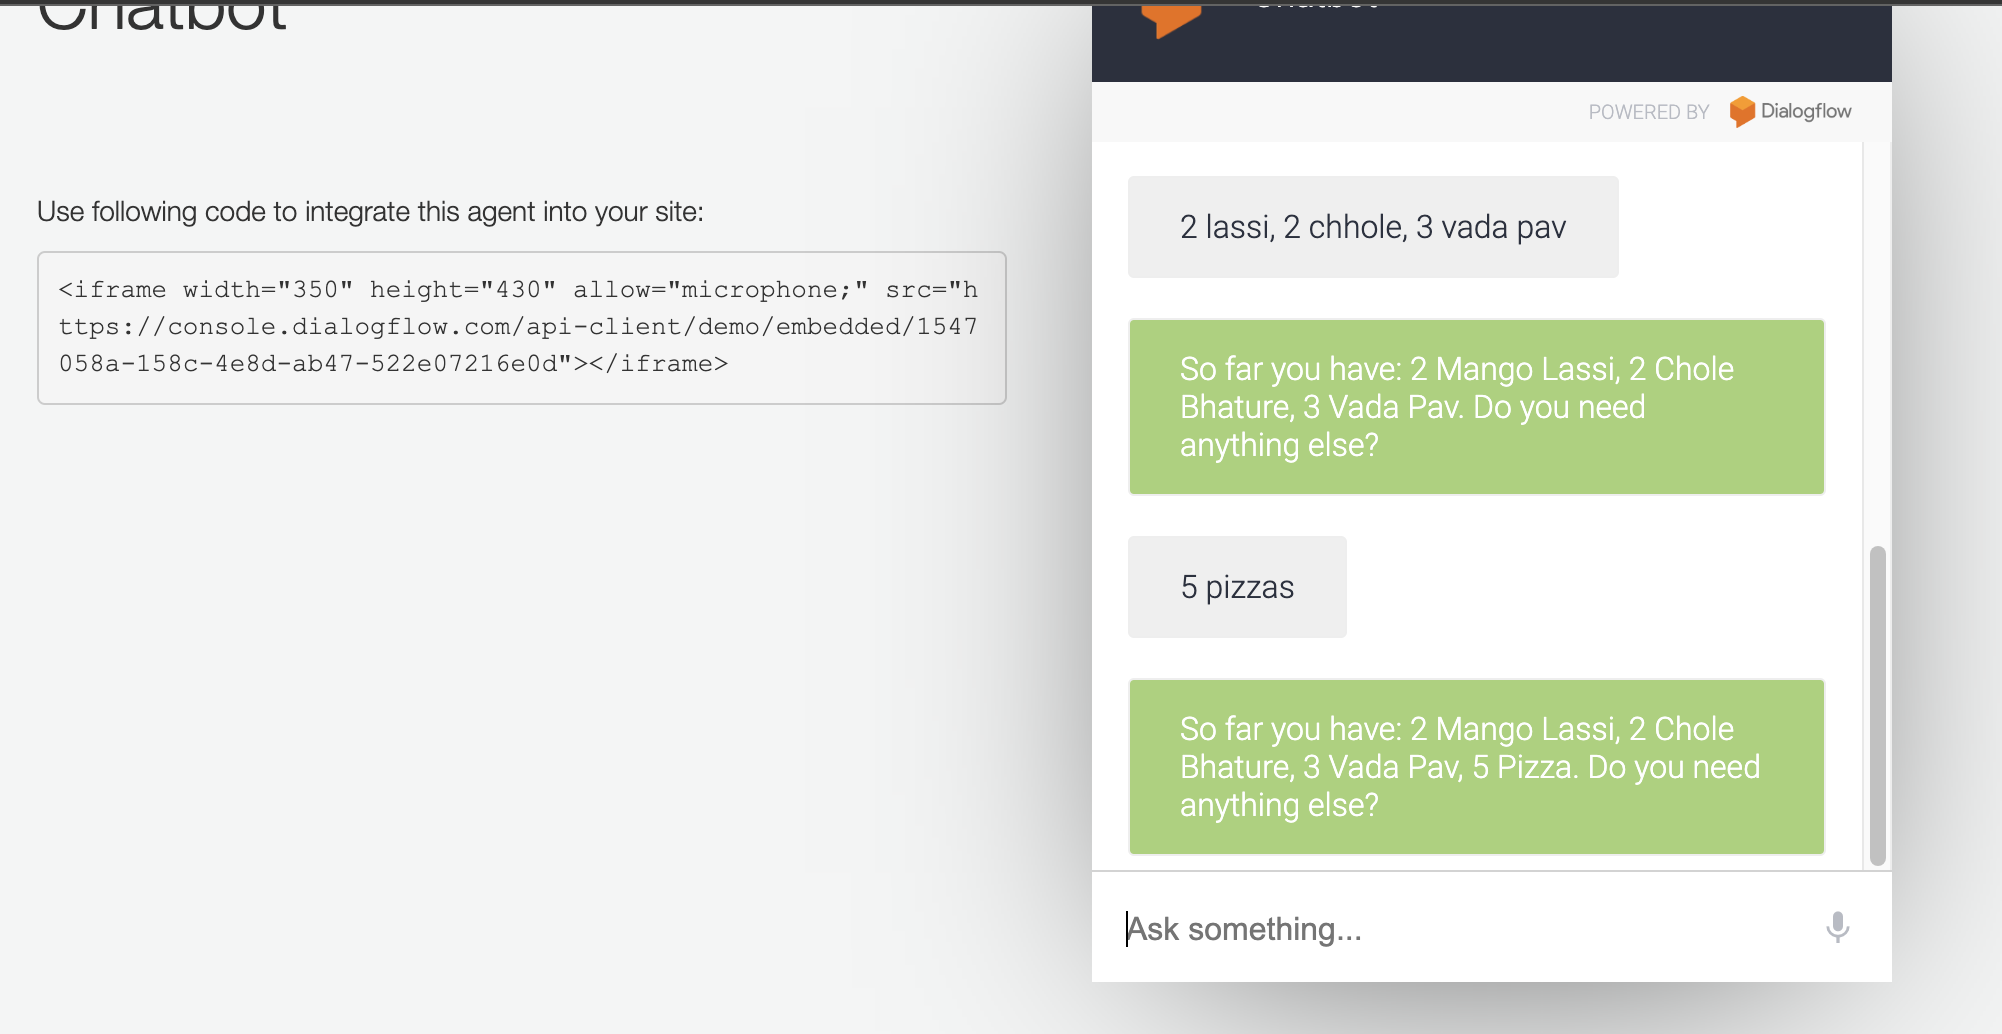 Chatbot
Use following code to integrate this agent into your site:
<iframe width="350" height="430" allow="microphone;" src="h
ttps://console.dialogflow.com/api-client/demo/embedded/1547
058a-158c-4e8d-ab47-522e07216e0d"></iframe>
Chatbot
POWERED BY Dialogflow
2 lassi, 2 chhole, 3 vada pav
So far you have: 2 Mango Lassi, 2 Chole
Bhature, 3 Vada Pav. Do you need
anything else?
5 pizzas
So far you have: 2 Mango Lassi, 2 Chole
Bhature, 3 Vada Pav, 5 Pizza. Do you need
anything else?
Ask something...